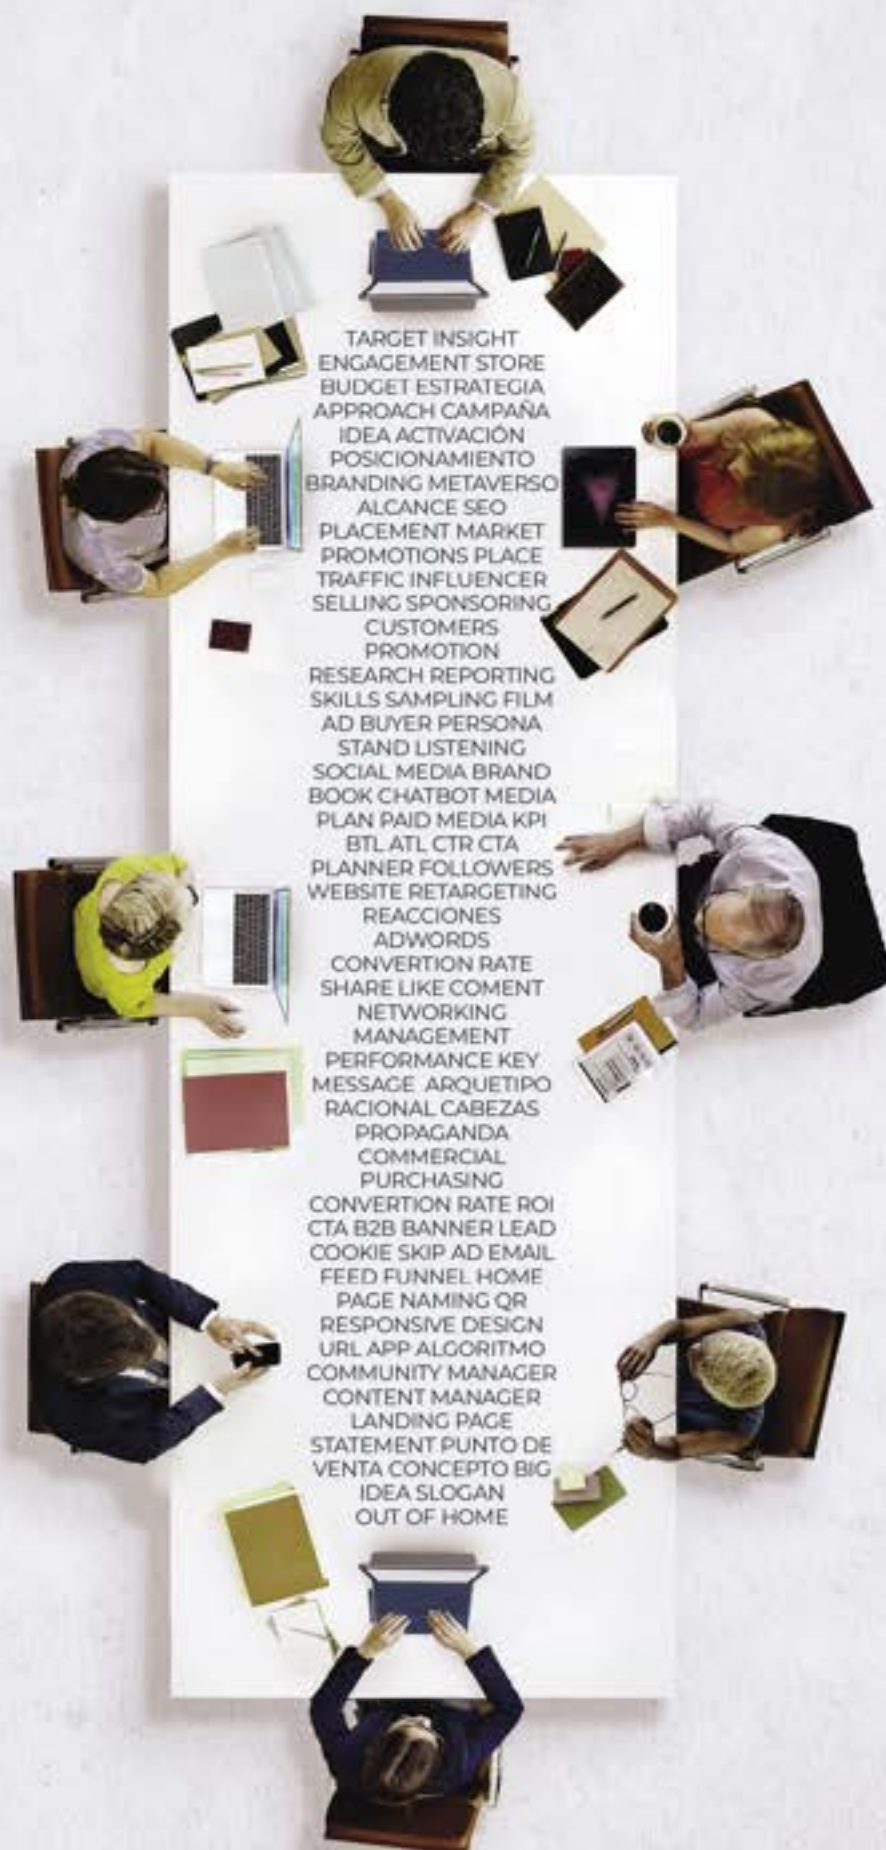 TARGET INSIGHT
ENGAGEMENT STORE
BUDGET ESTRATEGIA
APPROACH CAMPAÑA
IDEA ACTIVACIÓN
POSICIONAMIENTO
BRANDING METAVERSO
ALCANCE SEO
PLACEMENT MARKET
PROMOTIONS PLACE
TRAFFIC INFLUENCER
SELLING SPONSORING
CUSTOMERS
PROMOTION
RESEARCH REPORTING
SKILLS SAMPLING FILM
AD BUYER PERSONA
STAND LISTENING
SOCIAL MEDIA BRAND
BOOK CHATBOT MEDIA
PLAN PAID MEDIA KPI
BTL ATL CTR CTA
PLANNER FOLLOWERS
WEBSITE RETARGETING
REACCIONES
ADWORDS
CONVERTION RATE
SHARE LIKE COMENT
NETWORKING
MANAGEMENT
PERFORMANCE KEY
MESSAGE ARQUETIPO
RACIONAL CABEZAS
PROPAGANDA
COMMERCIAL
PURCHASING
CONVERTION RATE ROI
CTA B2B BANNER LEAD
COOKIE SKIP AD EMAIL
FEED FUNNEL HOME
PAGE NAMING QR
RESPONSIVE DESIGN
URL APP ALGORITMO
COMMUNITY MANAGER
CONTENT MANAGER
LANDING PAGE
STATEMENT PUNTO DE
VENTA CONCEPTO BIG
IDEA SLOGAN
OUT OF HOME